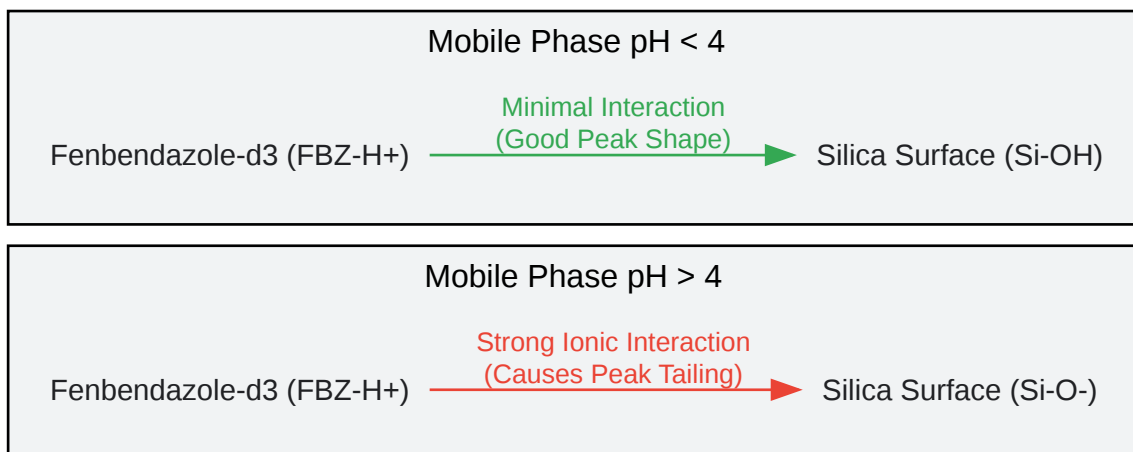 Mobile Phase pH < 4
Minimal Interaction
(Good Peak Shape)
Fenbendazole-d3 (FBZ-H+)
Silica Surface (Si-OH)
Mobile Phase pH > 4
Strong Ionic Interaction
(Causes Peak Tailing)
Fenbendazole-d3 (FBZ-H+)
Silica Surface (Si-O-)